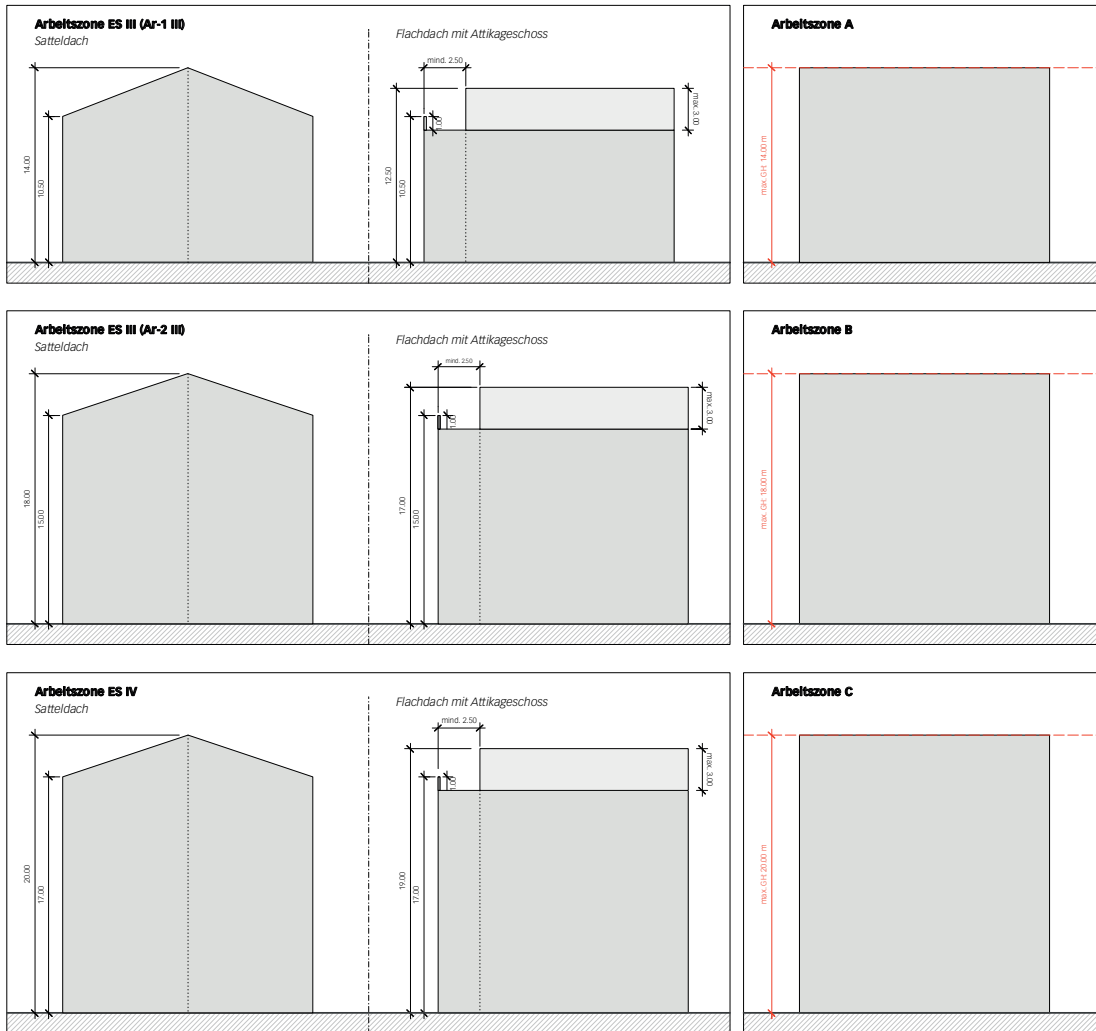 Arbeitszone ES III (Ar-1 III)
Satteldach
Flachdach mit Attikageschoss
mind. 2.50
max. 3.00
1.00
14.00
10.50
12.50
10.50
Arbeitszone A
max. GH: 14.00 m
Arbeitszone ES III (Ar-2 III)
Satteldach
Flachdach mit Attikageschoss
mind. 2.50
max. 3.00
1.00
18.00
15.00
17.00
15.00
Arbeitszone B
max. GH: 18.00 m
Arbeitszone ES IV
Satteldach
Flachdach mit Attikageschoss
mind. 2.50
max. 3.00
1.00
20.00
17.00
19.00
17.00
Arbeitszone C
max. GH: 20.00 m